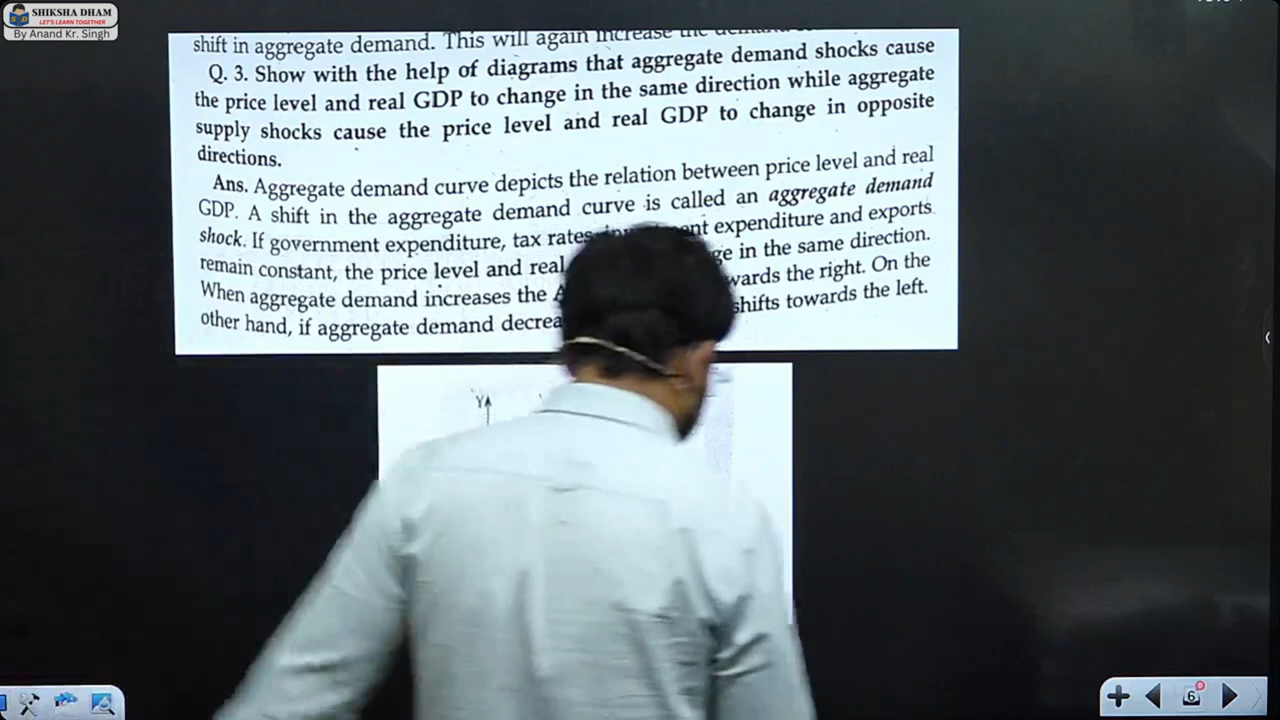 SHIKSHA DHAM
LET'S LEARN TOGETHER
By Anand Kr. Singh
shift in aggregate demand. This will again increase the
Q. 3. Show with the help of diagrams that aggregate demand shocks cause
the price level and real GDP to change in the same direction while aggregate
supply shocks cause the price level and real GDP to change in opposite
directions.
Ans. Aggregate demand curve depicts the relation between price level and real
GDP. A shift in the aggregate demand curve is called an aggregate demand
shock. If government expenditure, tax rates, expenditure and exports
remain constant, the price level and real in the same direction.
When aggregate demand increases the the right. On the
other hand, if aggregate demand shifts towards the left.
Y
6